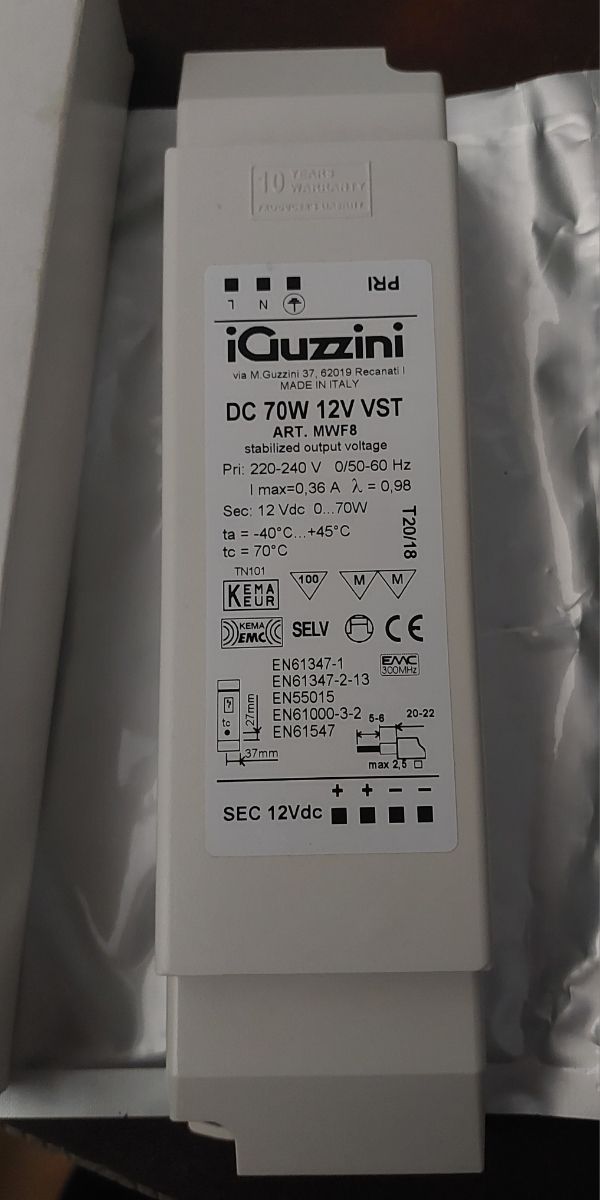 10 YEARS
WARRANTY
PRI
L N
iGuzzini
via M.Guzzini 37, 62019 Recanati I
MADE IN ITALY
DC 70W 12V VST
ART. MWF8
stabilized output voltage
Pri: 220-240 V 0/50-60 Hz
I max=0,36 A λ = 0,98
Sec: 12 Vdc 0...70W
ta = -40°C...+45°C
tc = 70°C
T20/18
TN101
KEMA
KEUR
100
M M
KEMA
EMC
SELV
CE
EMC
300MHz
EN61347-1
EN61347-2-13
EN55015
EN61000-3-2
EN61547
tc
27mm
37mm
5-6
20-22
max 2,5
+ + − −
SEC 12Vdc